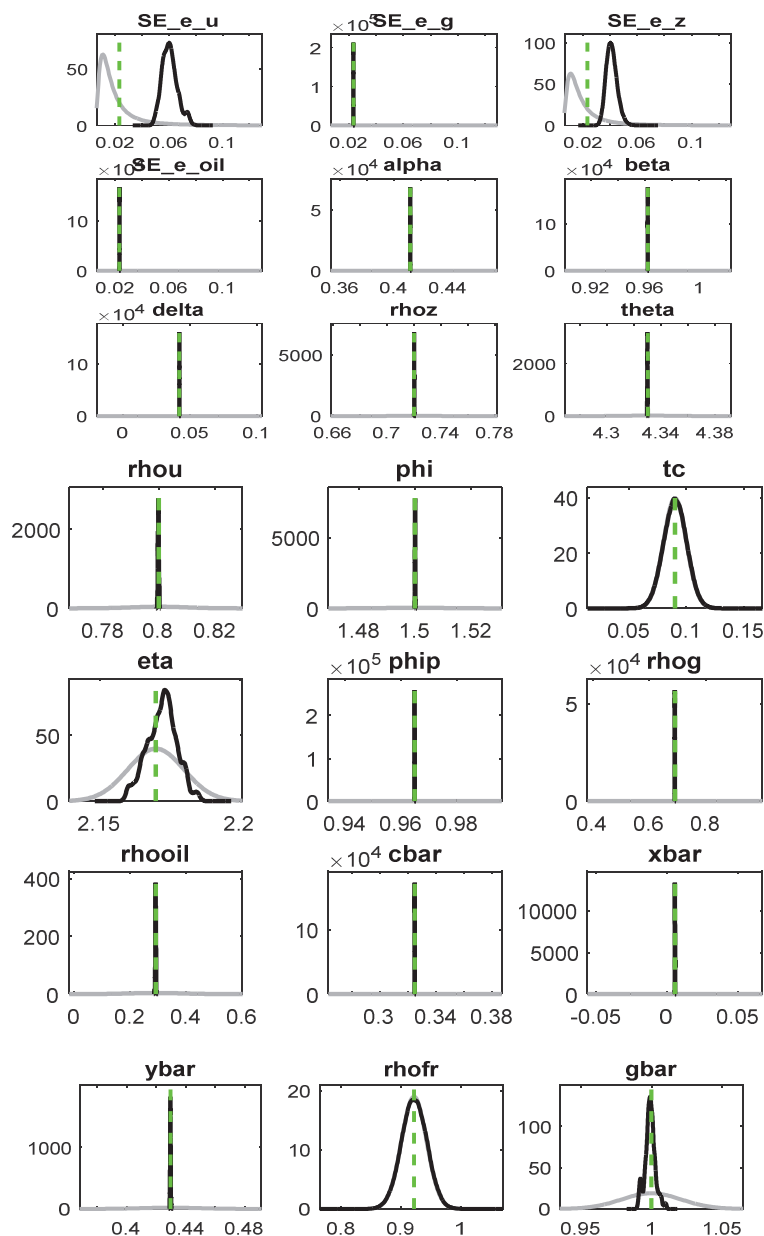 SE_e_u
50
0
0.02 0.06 0.1
×10⁵SE_e_g
2
1
0
0.02 0.06 0.1
SE_e_z
100
50
0
0.02 0.06 0.1
SE_e_oil
10
0
0.02 0.06 0.1
×10⁴ alpha
5
0
0.36 0.4 0.44
×10⁴ beta
10
0
0.92 0.96 1
×10⁴ delta
10
0
0 0.05 0.1
rhoz
5000
0
0.66 0.7 0.74 0.78
theta
2000
0
4.3 4.34 4.38
rhou
2000
0
0.78 0.8 0.82
phi
5000
0
1.48 1.5 1.52
tc
40
20
0
0.05 0.1 0.15
eta
50
0
2.15 2.2
×10⁵ phip
2
1
0
0.94 0.96 0.98
×10⁴ rhog
5
0
0.4 0.6 0.8
rhooil
400
200
0
0 0.2 0.4 0.6
×10⁴ cbar
10
0
0.3 0.34 0.38
xbar
10000
5000
0
-0.05 0 0.05
ybar
1000
0
0.4 0.44 0.48
rhofr
20
10
0
0.8 0.9 1
gbar
100
50
0
0.95 1 1.05